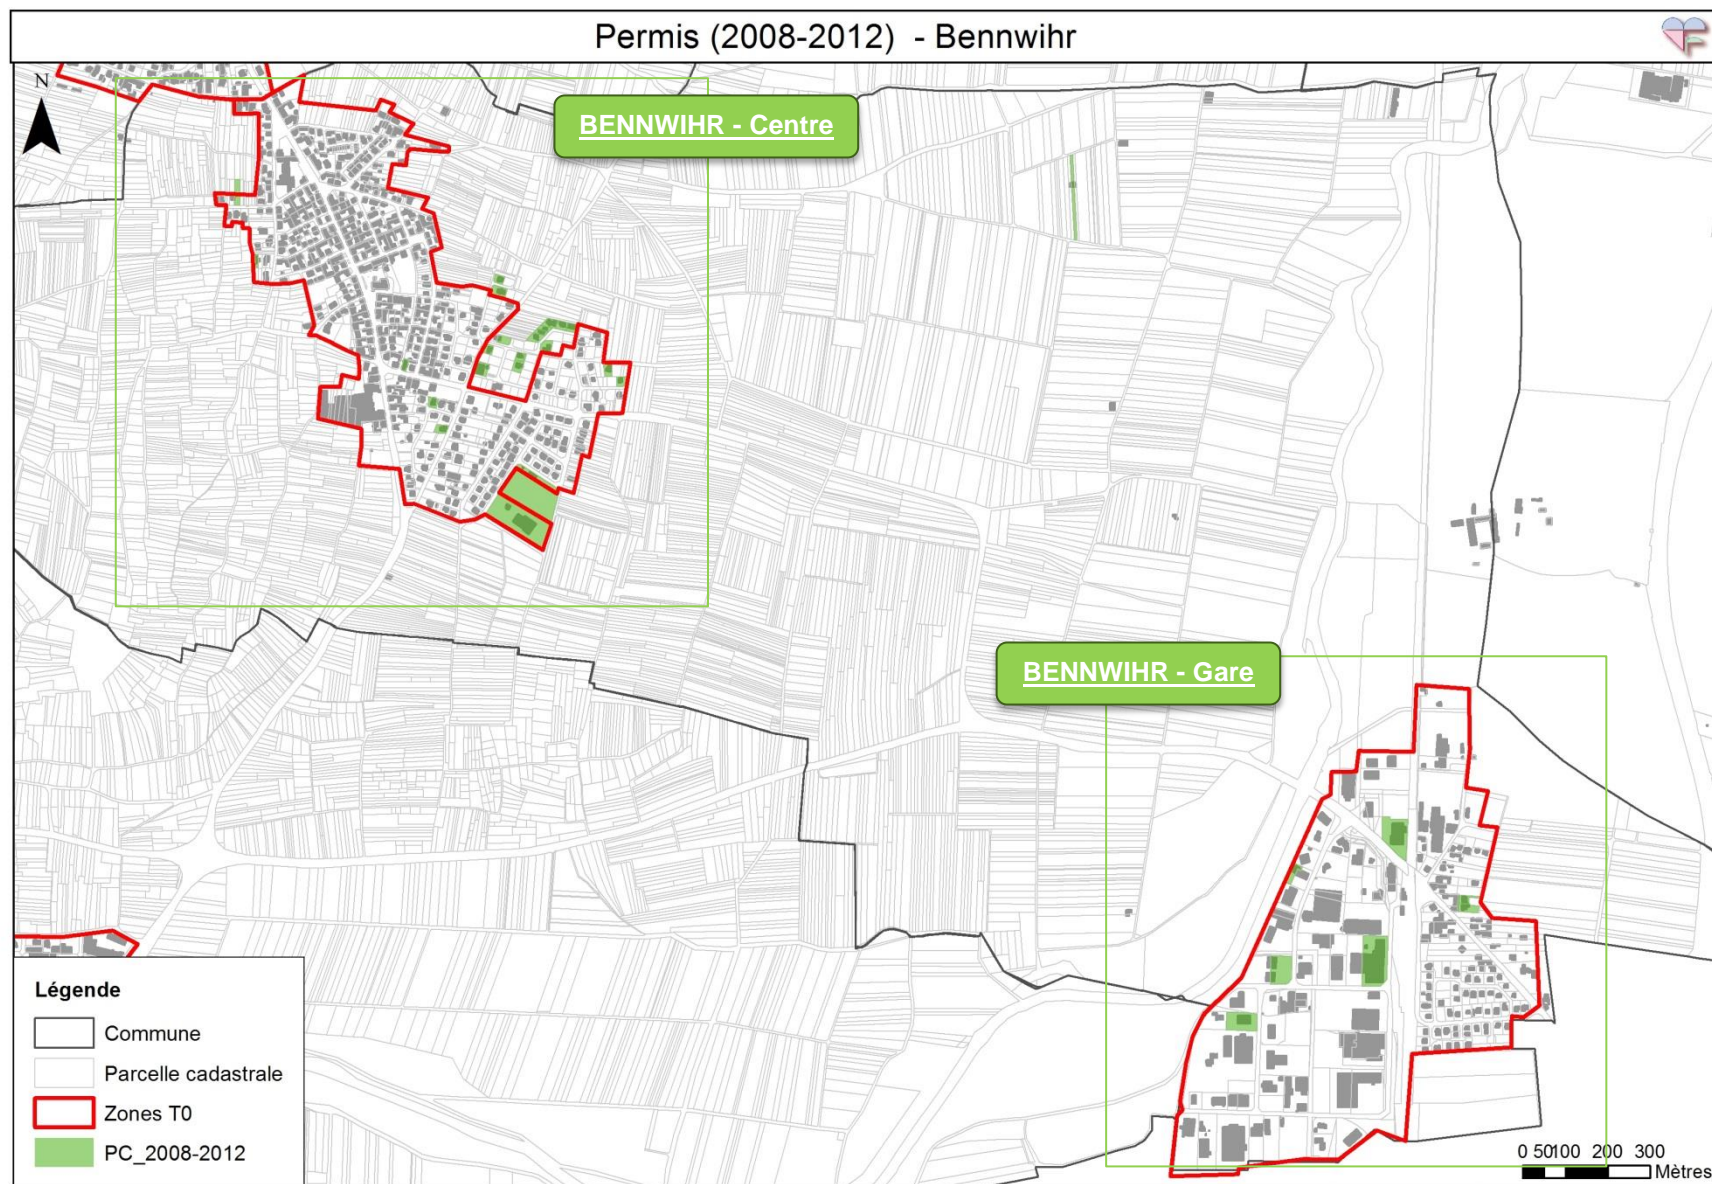 Permis (2008-2012)  - Bennwihr
N
BENNWIHR - Centre
BENNWIHR - Gare
Légende
Commune
Parcelle cadastrale
Zones T0
PC_2008-2012
0 50100 200 300
Mètres